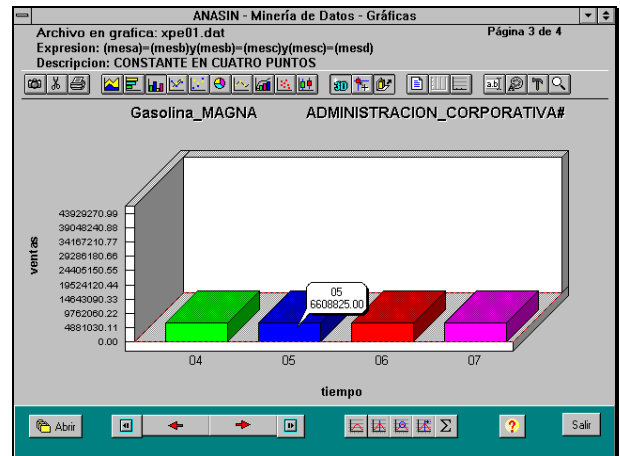 ANASIN - Minería de Datos - Gráficas
Archivo en grafica: xpe01.dat Página 3 de 4
Expresion: (mesa)=(mesb)y(mesb)=(mesc)y(mesc)=(mesd)
Descripcion: CONSTANTE EN CUATRO PUNTOS
3D
a.b
Gasolina_MAGNA ADMINISTRACION_CORPORATIVA#
ventas
43929270.99
39048240.88
34167210.77
29286180.66
24405150.55
19524120.44
14643090.33
9762060.22
4881030.11
0.00
05
6608825.00
04 05 06 07
tiempo
Abrir Σ ? Salir